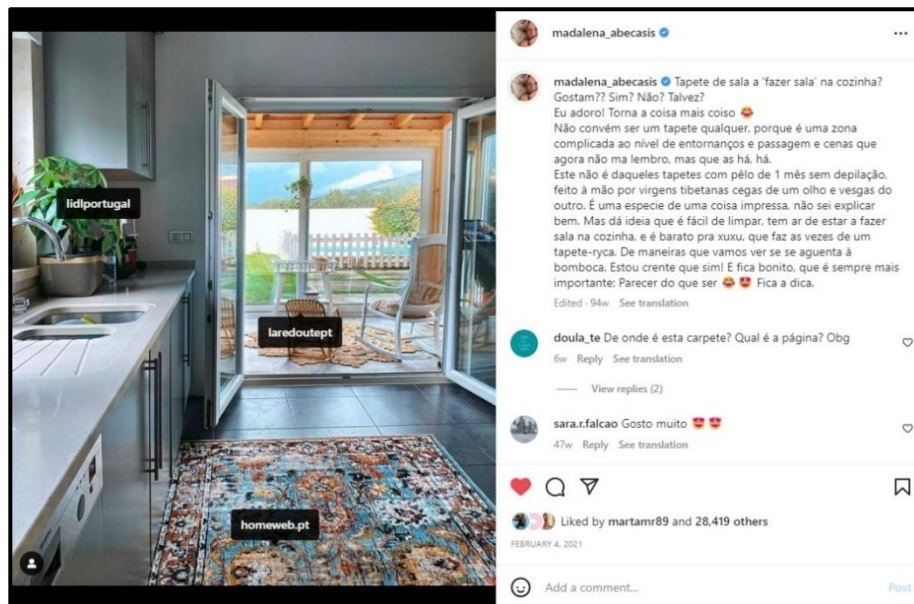 madalena_abecasis
lidlportugal
laredoutept
homeweb.pt
madalena_abecasis Tapete de sala a 'fazer sala' na cozinha?
Gostam?? Sim? Não? Talvez?
Eu adoro! Torna a coisa mais coiso 😂
Não convém ser um tapete qualquer, porque é uma zona
complicada ao nível de entornanços e passagem e cenas que
agora não ma lembro, mas que as há, há.
Este não é daqueles tapetes com pêlo de 1 mês sem depilação,
feito à mão por virgens tibetanas cegas de um olho e vesgas do
outro. É uma especie de uma coisa impressa, não sei explicar
bem. Mas dá ideia que é fácil de limpar, tem ar de estar a fazer
sala na cozinha, e é barato pra xuxu, que faz as vezes de um
tapete-ryca. De maneiras que vamos ver se se aguenta à
bomboca. Estou crente que sim! E fica bonito, que é sempre mais
importante: Parecer do que ser 😂 😍 Fica a dica.
Edited · 94w See translation
doula_te De onde é esta carpete? Qual é a página? Obg
6w Reply See translation
View replies (2)
sara.r.falcao Gosto muito 😍 😍
47w Reply See translation
Liked by martamr89 and 28,419 others
FEBRUARY 4, 2021
Add a comment...
Post